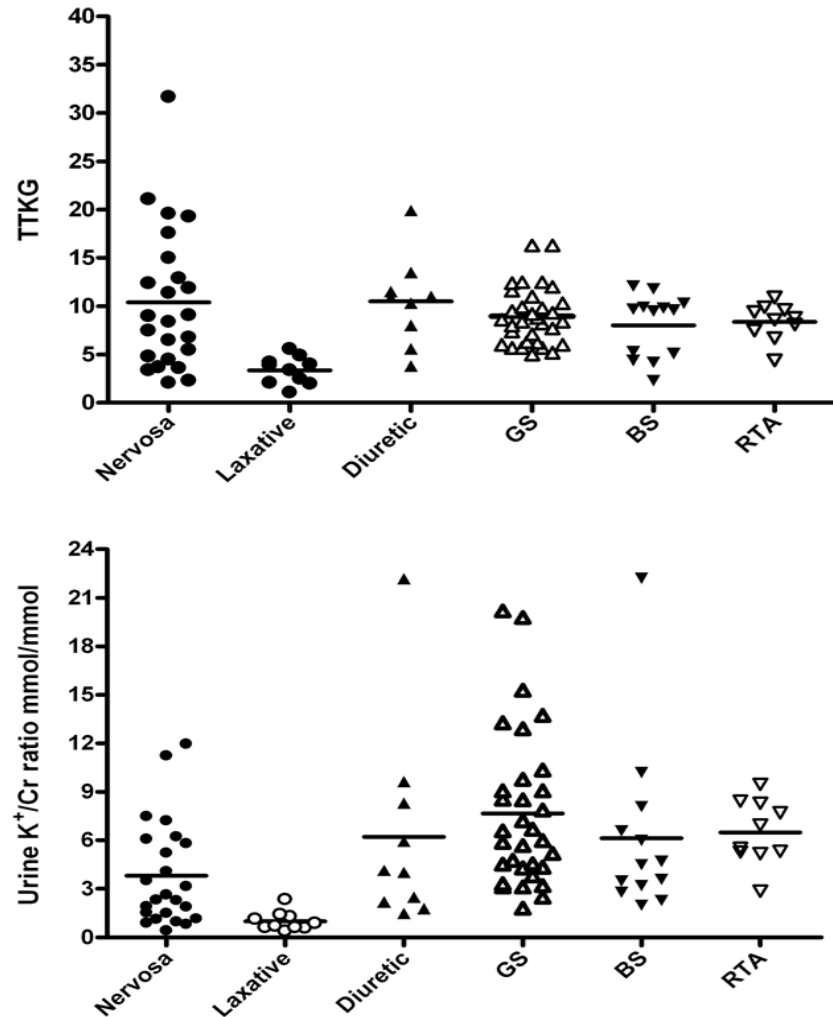 40
35
30
25
20
15
10
5
0
TTKG
Nervosa
Laxative
Diuretic
GS
BS
RTA
24
21
18
15
12
9
6
3
0
Urine K⁺/Cr ratio mmol/mmol
Nervosa
Laxative
Diuretic
GS
BS
RTA